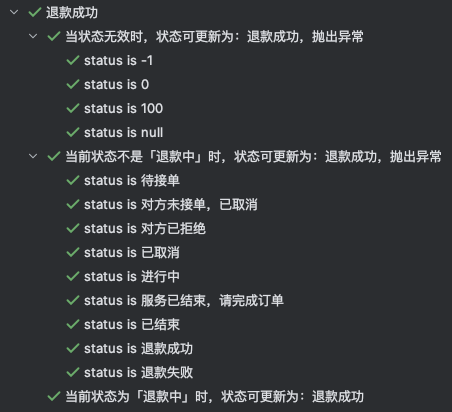 退款成功
当状态无效时，状态可更新为：退款成功，抛出异常
status is -1
status is 0
status is 100
status is null
当前状态不是「退款中」时，状态可更新为：退款成功，抛出异常
status is 待接单
status is 对方未接单，已取消
status is 对方已拒绝
status is 已取消
status is 进行中
status is 服务已结束，请完成订单
status is 已结束
status is 退款成功
status is 退款失败
当前状态为「退款中」时，状态可更新为：退款成功